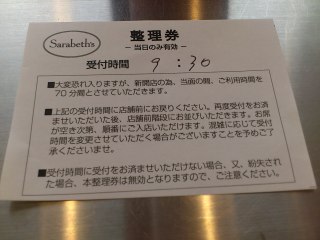 Sarabeth's
整理券
－ 当日のみ有効 －
受付時間 9：30
■大変恐れ入りますが、新開店の為、当面の間、ご利用時間を
70分間とさせていただきます。
■上記の受付時間に店舗前にお戻りください。再度受付をお済
ませいただいた後、店舗前階段にお並びいただきます。お席
が空き次第、順番にご入店いただけます。混雑に応じて受付
時間を変更させていただく場合がございますことを予めご了
承くださいませ。
■受付時間に受付をお済ませいただけない場合、又、紛失され
た場合、本整理券は無効となりますので、ご注意ください。